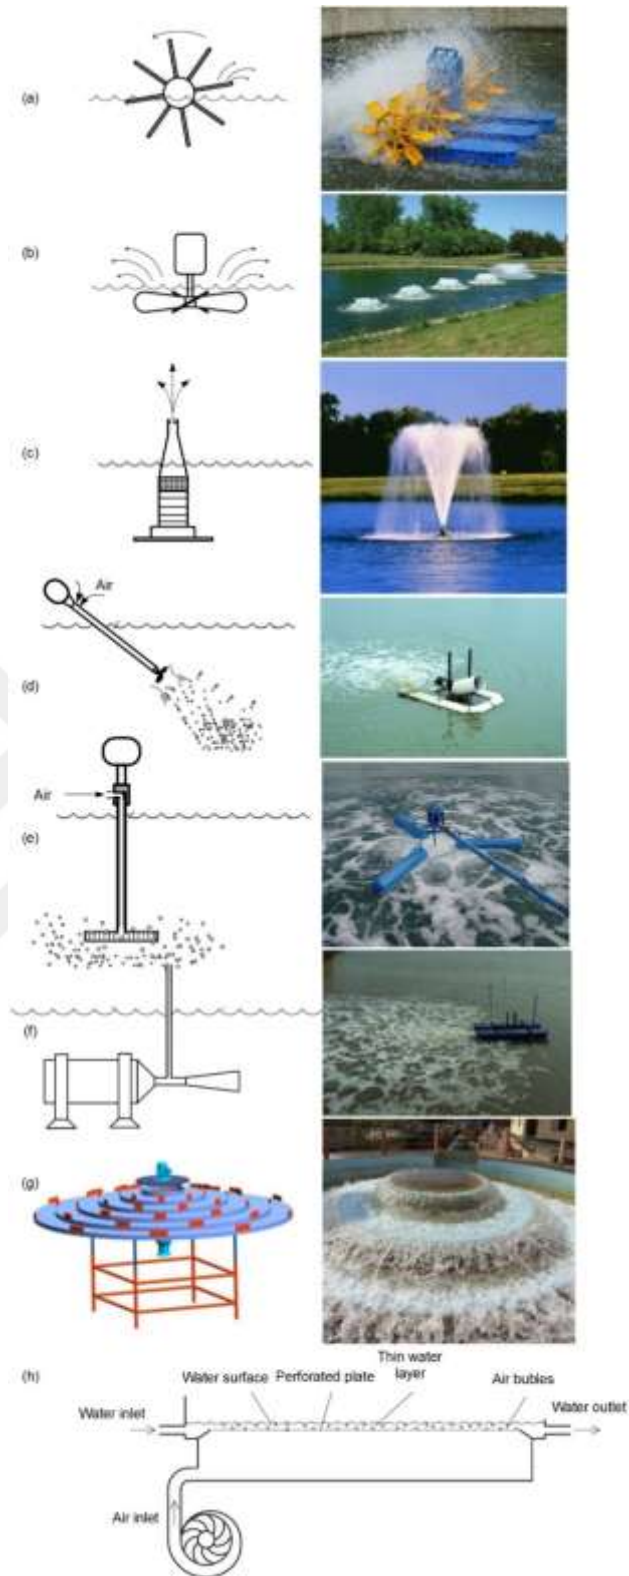 (a)
(b)
(c)
Air
(d)
Air
(e)
(f)
(g)
(h)
Thin water
layer
Water surface
Perforated plate
Air bubles
Water inlet
Water outlet
Air inlet